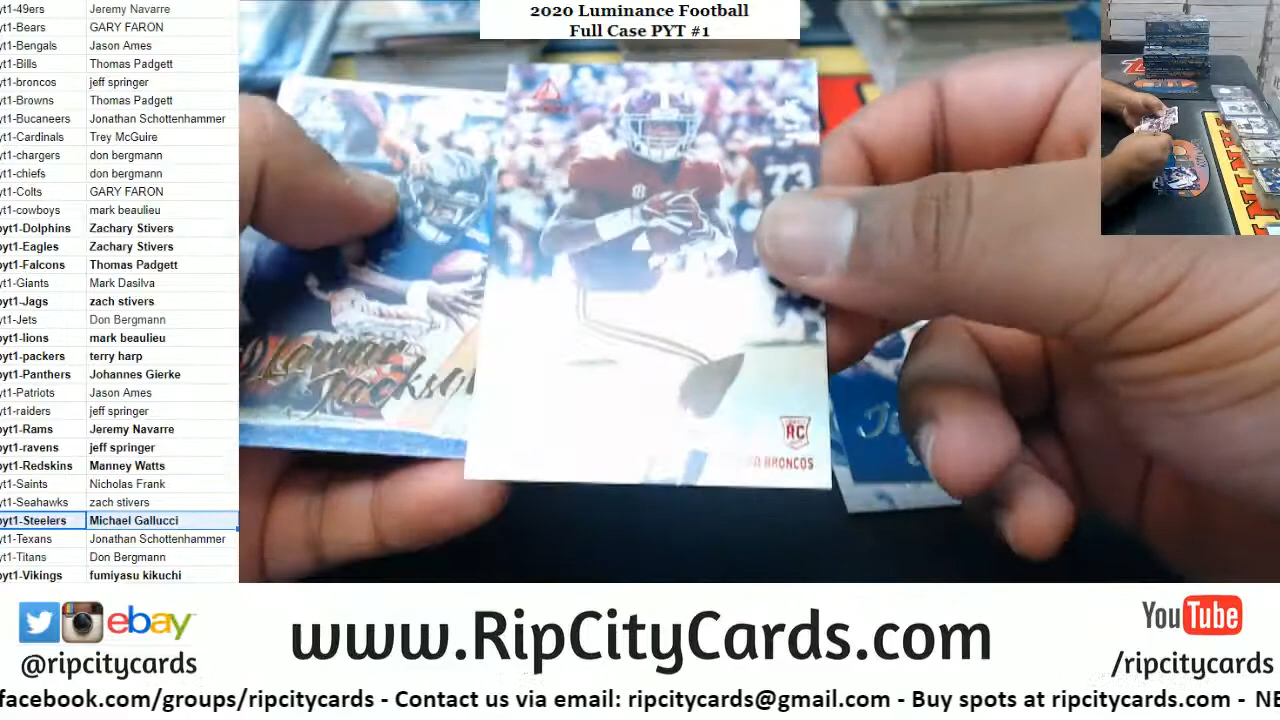 2020 Luminance Football
Full Case PYT #1
yt1-49ers Jeremy Navarre
yt1-Bears GARY FARON
yt1-Bengals Jason Ames
yt1-Bills Thomas Padgett
yt1-broncos jeff springer
yt1-Browns Thomas Padgett
yt1-Bucaneers Jonathan Schottenhammer
yt1-Cardinals Trey McGuire
yt1-chargers don bergmann
yt1-chiefs don bergmann
yt1-Colts GARY FARON
yt1-cowboys mark beaulieu
pyt1-Dolphins Zachary Stivers
pyt1-Eagles Zachary Stivers
pyt1-Falcons Thomas Padgett
yt1-Giants Mark Dasilva
pyt1-Jags zach stivers
yt1-Jets Don Bergmann
pyt1-lions mark beaulieu
pyt1-packers terry harp
pyt1-Panthers Johannes Gierke
yt1-Patriots Jason Ames
yt1-raiders jeff springer
pyt1-Rams Jeremy Navarre
pyt1-ravens jeff springer
pyt1-Redskins Manney Watts
yt1-Saints Nicholas Frank
yt1-Seahawks zach stivers
pyt1-Steelers Michael Gallucci
yt1-Texans Jonathan Schottenhammer
yt1-Titans Don Bergmann
pyt1-Vikings fumiyasu kikuchi
Lamar
Jackson
73
RC
BRONCOS
ebay
@ripcitycards
www.RipCityCards.com
YouTube
/ripcitycards
facebook.com/groups/ripcitycards - Contact us via email: ripcitycards@gmail.com - Buy spots at ripcitycards.com - NE